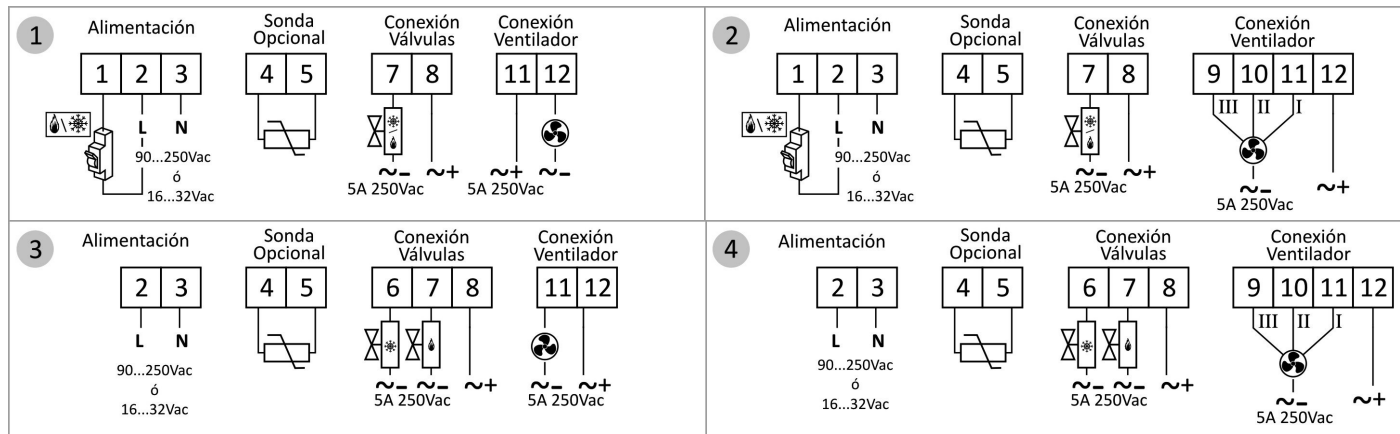 1
Alimentación
Sonda
Opcional
Conexión
Válvulas
Conexión
Ventilador
1 2 3
4 5
7 8
11 12
L N
90...250Vac
ó
16...32Vac
~- ~+
5A 250Vac
~+ ~-
5A 250Vac
2
Alimentación
Sonda
Opcional
Conexión
Válvulas
Conexión
Ventilador
1 2 3
4 5
7 8
9 10 11 12
III II I
L N
90...250Vac
ó
16...32Vac
~- ~+
5A 250Vac
~- ~+
5A 250Vac
3
Alimentación
Sonda
Opcional
Conexión
Válvulas
Conexión
Ventilador
2 3
4 5
6 7 8
11 12
L N
90...250Vac
ó
16...32Vac
~- ~- ~+
5A 250Vac
~- ~+
5A 250Vac
4
Alimentación
Sonda
Opcional
Conexión
Válvulas
Conexión
Ventilador
2 3
4 5
6 7 8
9 10 11 12
III II I
L N
90...250Vac
ó
16...32Vac
~- ~- ~+
5A 250Vac
~- ~+
5A 250Vac